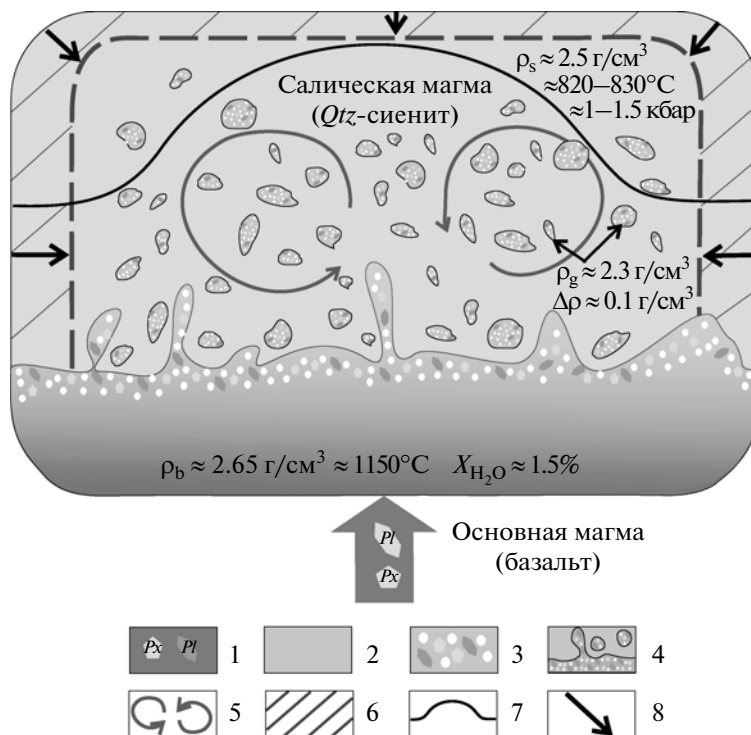 ρs ≈ 2.5 г/см³
Салическая магма
≈820–830°C
(Qtz-сиенит)
≈1–1.5 кбар
ρg ≈ 2.3 г/см³
Δρ ≈ 0.1 г/см³
ρb ≈ 2.65 г/см³ ≈ 1150°C XH₂O ≈ 1.5%
Pl
Px
Основная магма
(базальт)
Px Pl 1 2 3 4
5 6 7 8